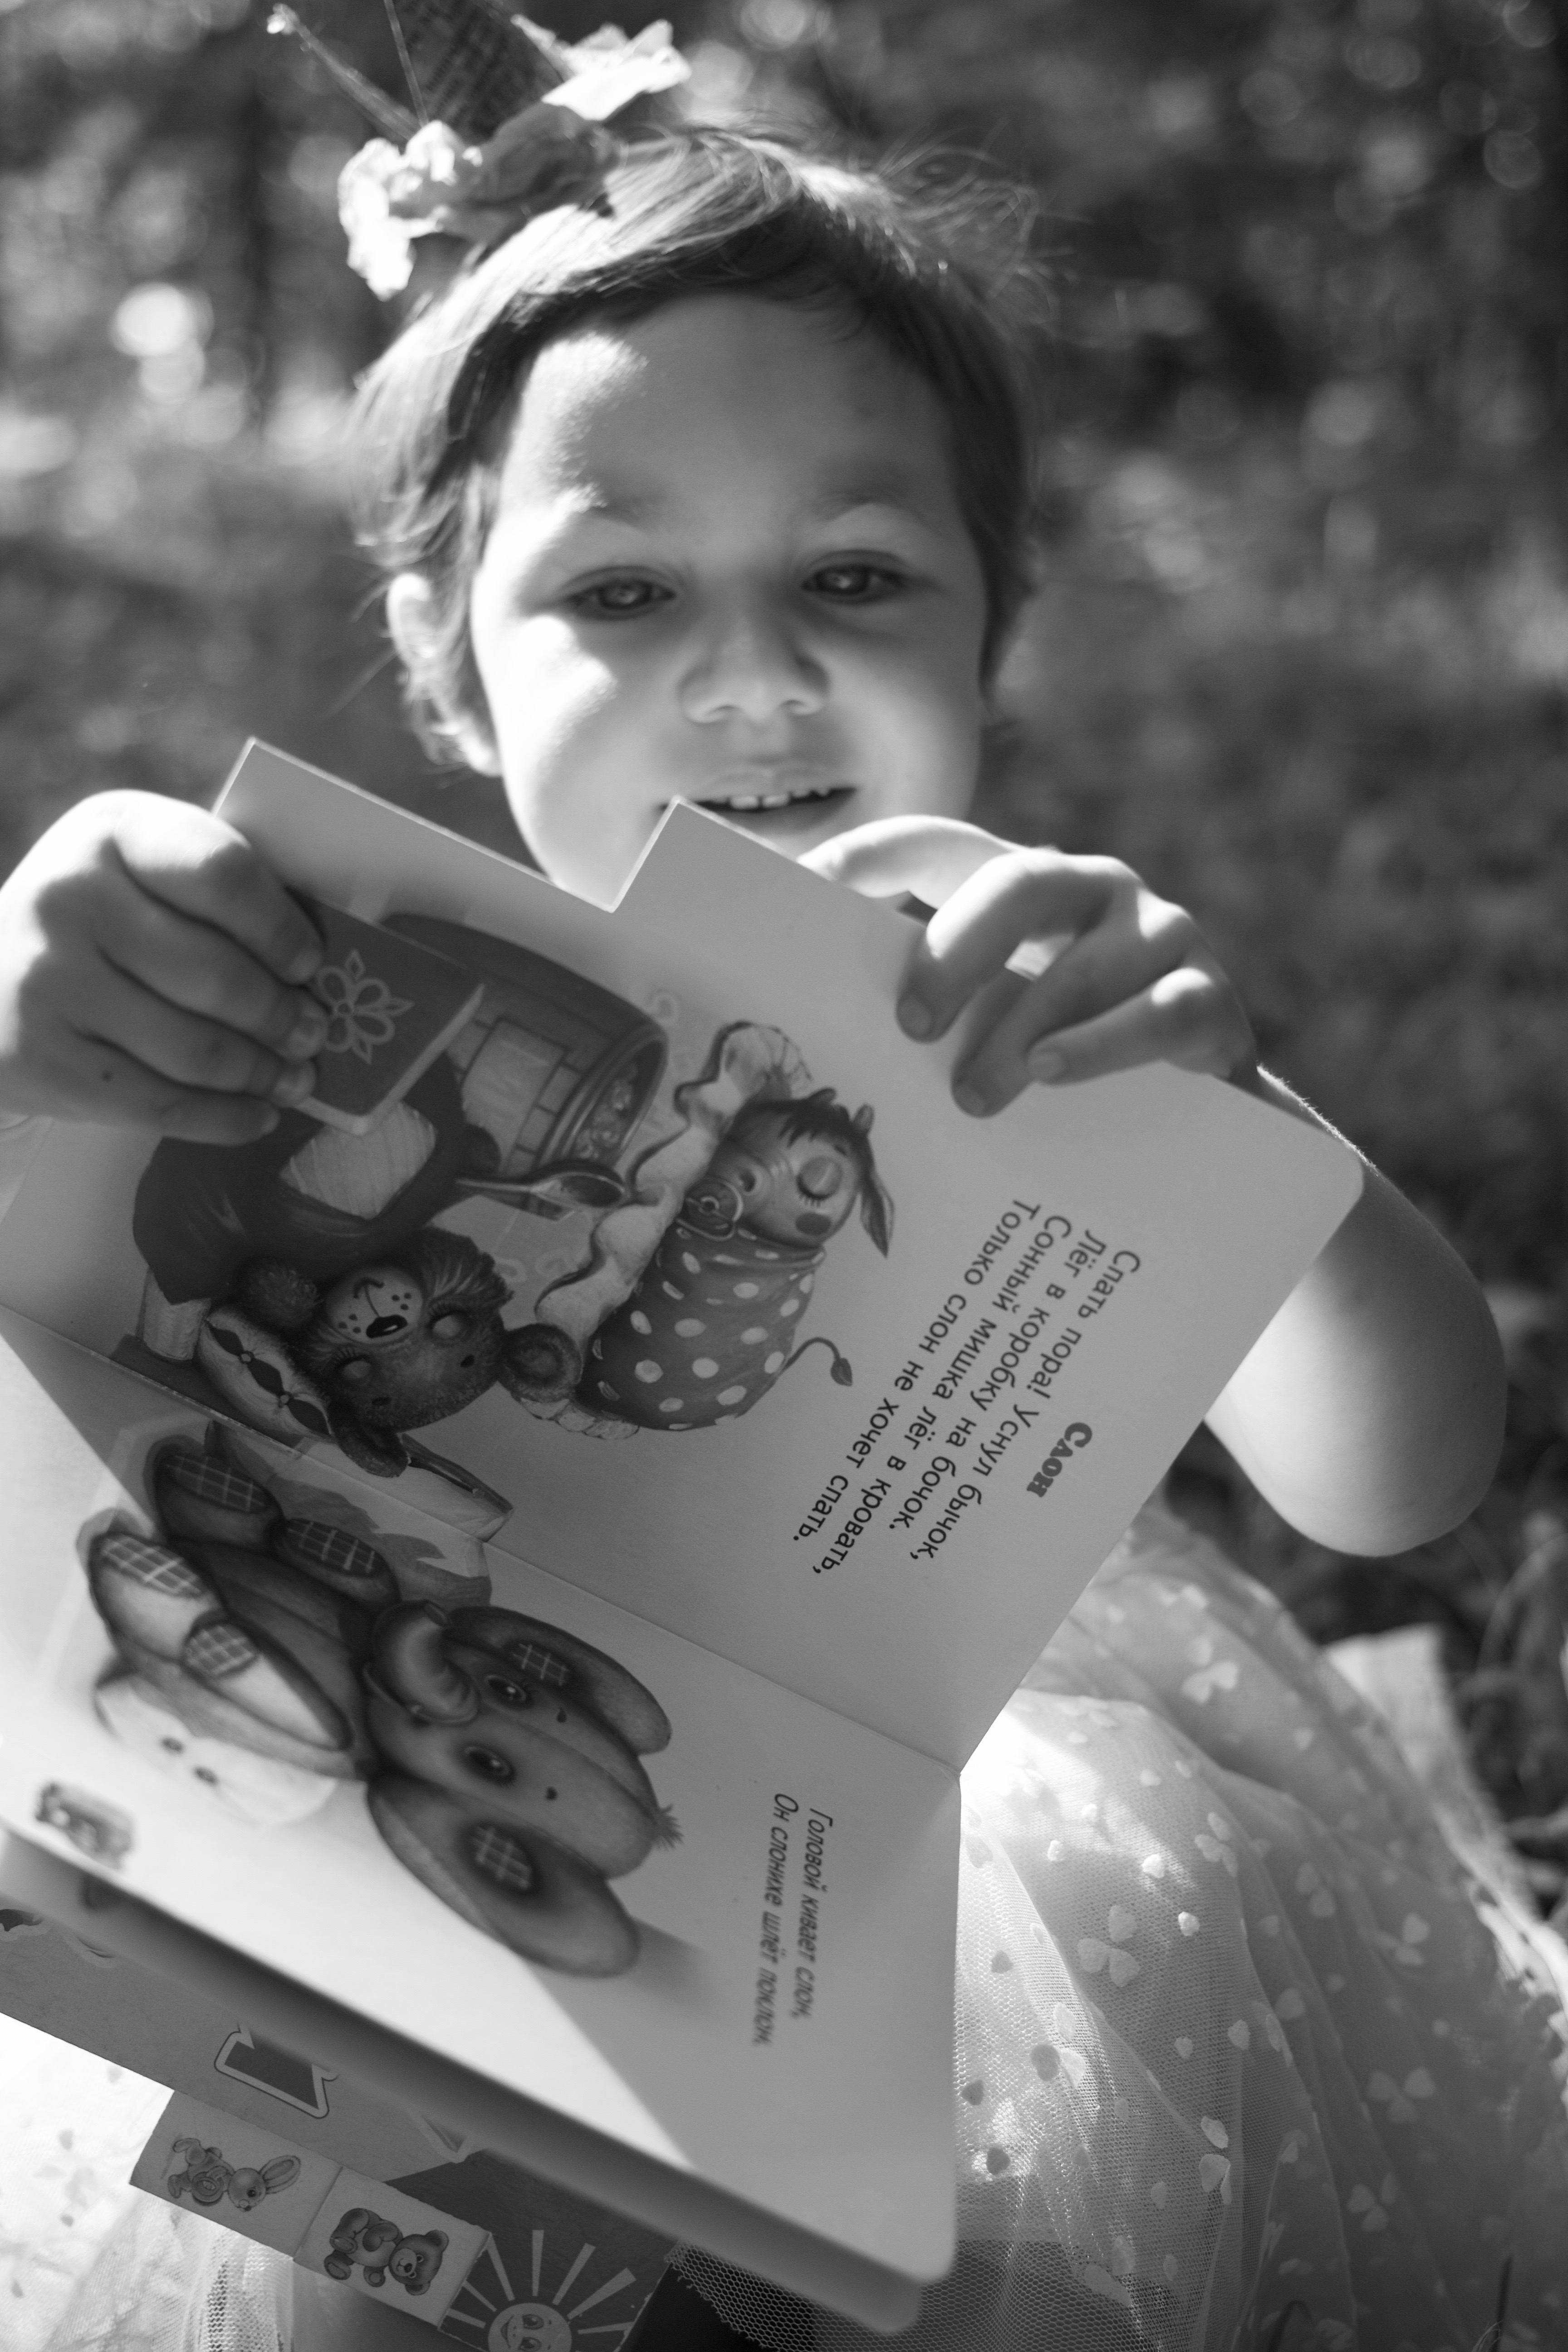 Слон
Спать пора! Уснул бычок,
Лёг в коробку на бочок.
Сонный мишка лёг в кровать,
Только слон не хочет спать.
Головой кивает слон,
Он слонихе шлёт поклон.